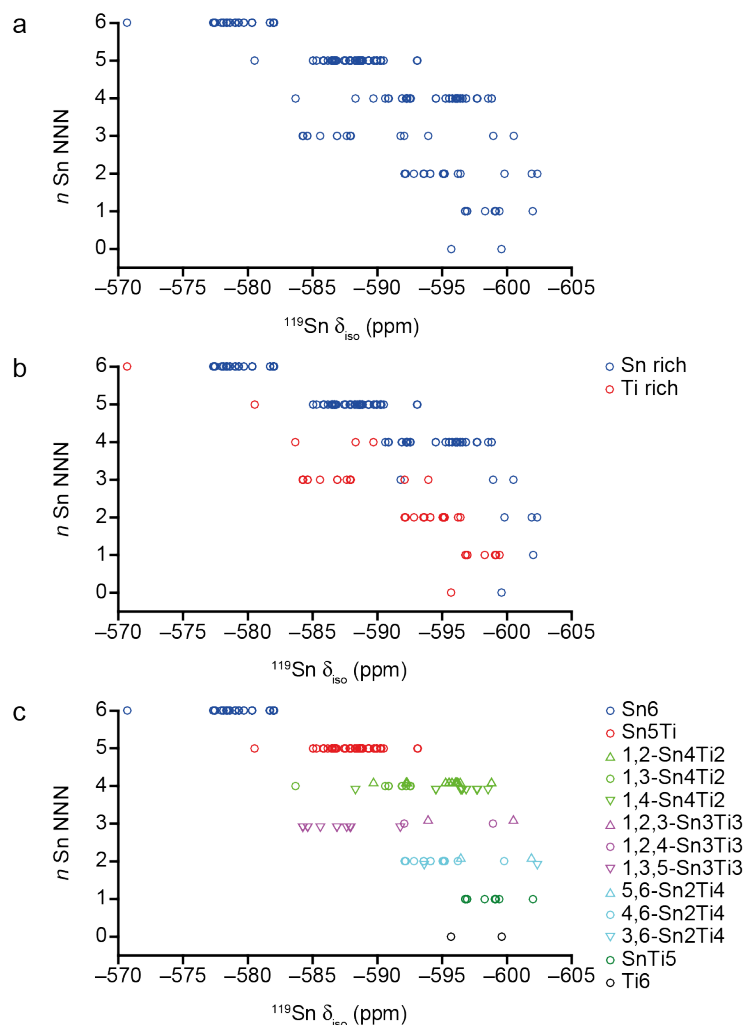 a
n Sn NNN
6
5
4
3
2
1
0
–570 –575 –580 –585 –590 –595 –600 –605
¹¹⁹Sn δiso (ppm)
b
n Sn NNN
6
5
4
3
2
1
0
–570 –575 –580 –585 –590 –595 –600 –605
¹¹⁹Sn δiso (ppm)
Sn rich
Ti rich
c
n Sn NNN
6
5
4
3
2
1
0
–570 –575 –580 –585 –590 –595 –600 –605
¹¹⁹Sn δiso (ppm)
Sn6
Sn5Ti
1,2-Sn4Ti2
1,3-Sn4Ti2
1,4-Sn4Ti2
1,2,3-Sn3Ti3
1,2,4-Sn3Ti3
1,3,5-Sn3Ti3
5,6-Sn2Ti4
4,6-Sn2Ti4
3,6-Sn2Ti4
SnTi5
Ti6